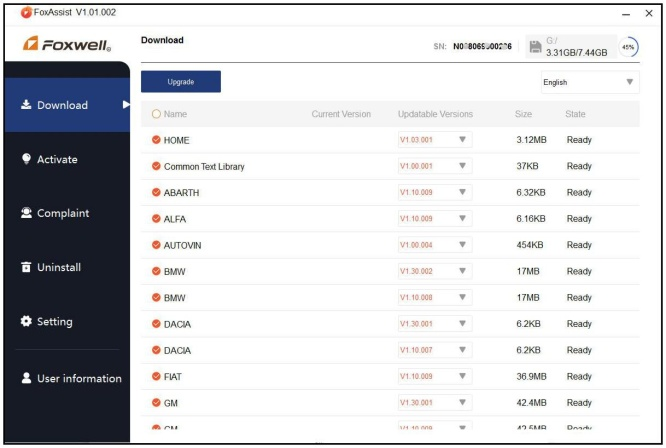 FoxAssist V1.01.002
FOXWELL®
Download
SN:
G:/
3.31GB/7.44GB
45%
Download
Activate
Complaint
Uninstall
Setting
User information
Upgrade
English
Name Current Version Updatable Versions Size State
HOME V1.03.001 3.12MB Ready
Common Text Library V1.00.001 37KB Ready
ABARTH V1.10.009 6.32KB Ready
ALFA V1.10.009 6.16KB Ready
AUTOVIN V1.00.004 454KB Ready
BMW V1.30.002 17MB Ready
BMW V1.10.008 17MB Ready
DACIA V1.30.001 6.2KB Ready
DACIA V1.10.007 6.2KB Ready
FIAT V1.10.009 36.9MB Ready
GM V1.30.001 42.4MB Ready
GM V1.10.009 42.5MB Ready